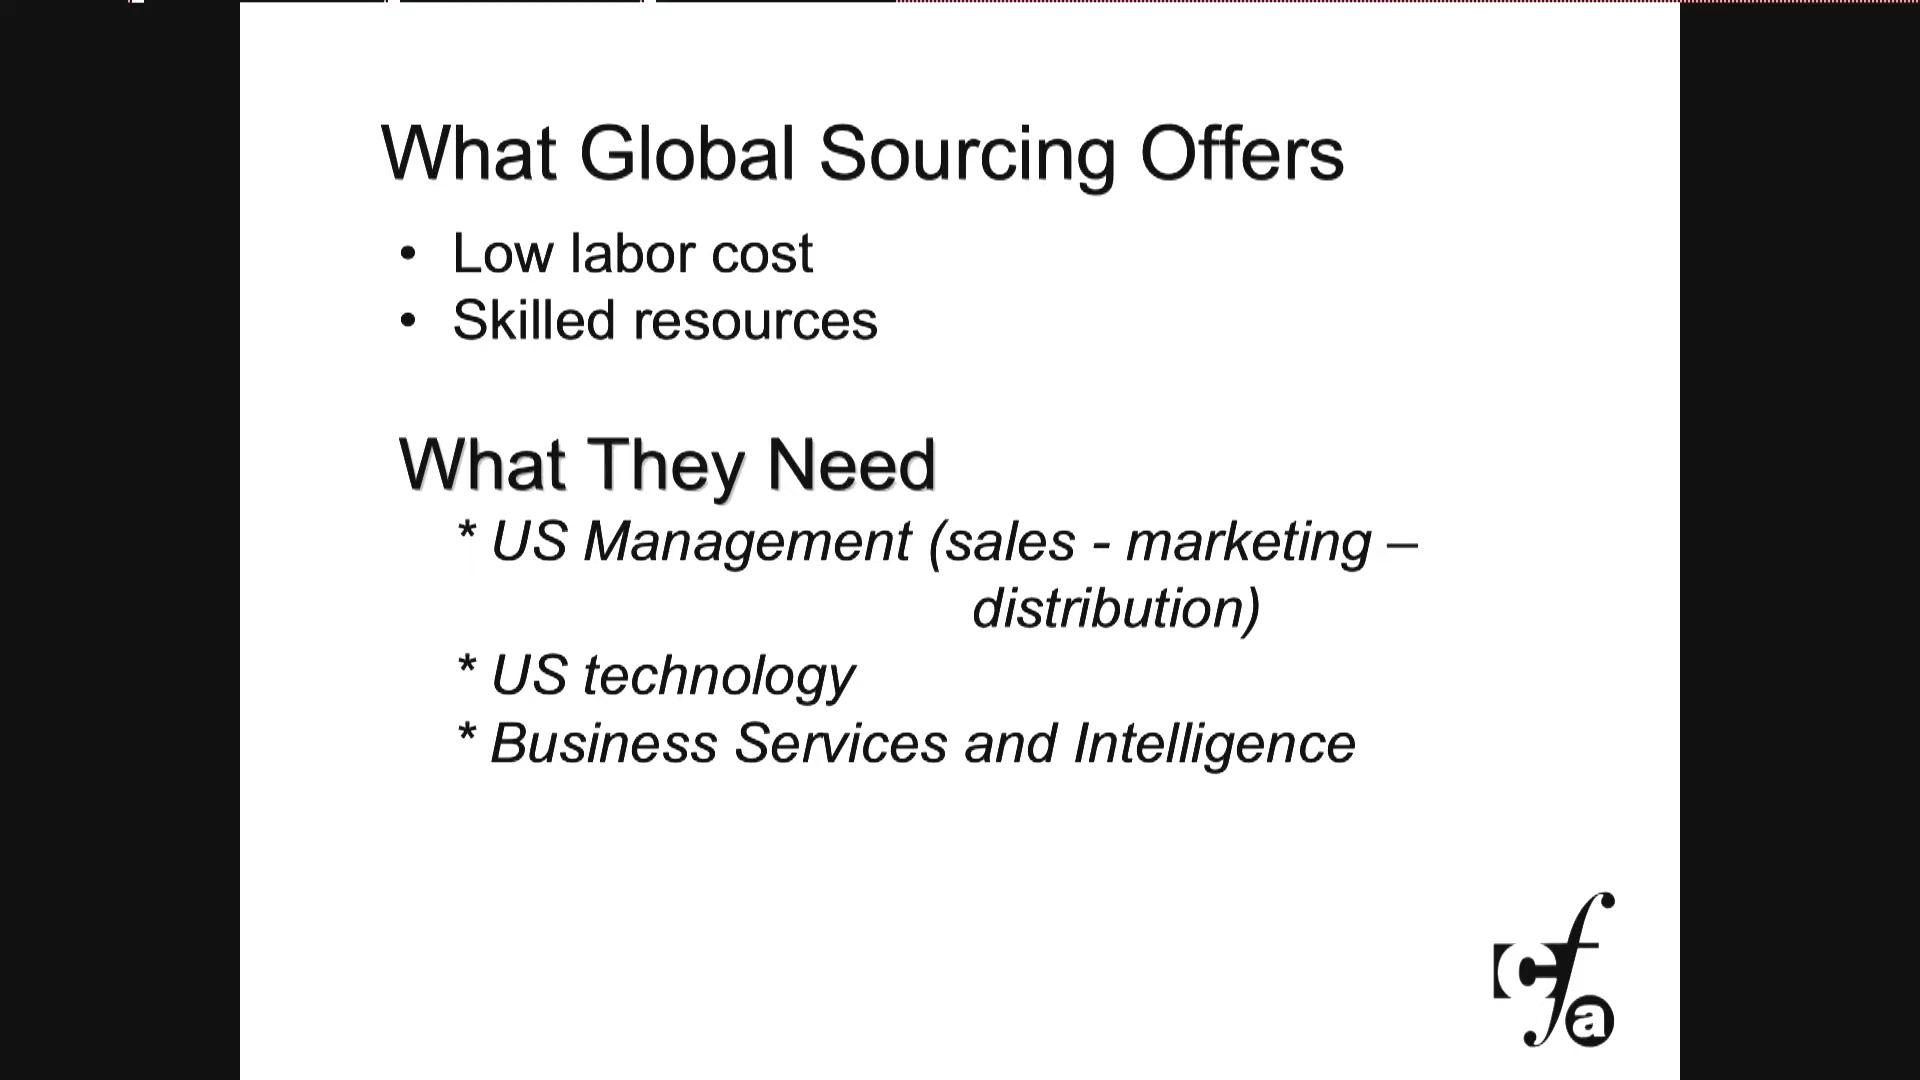 What Global Sourcing Offers
• Low labor cost
• Skilled resources
What They Need
* US Management (sales - marketing –
distribution)
* US technology
* Business Services and Intelligence
cfa